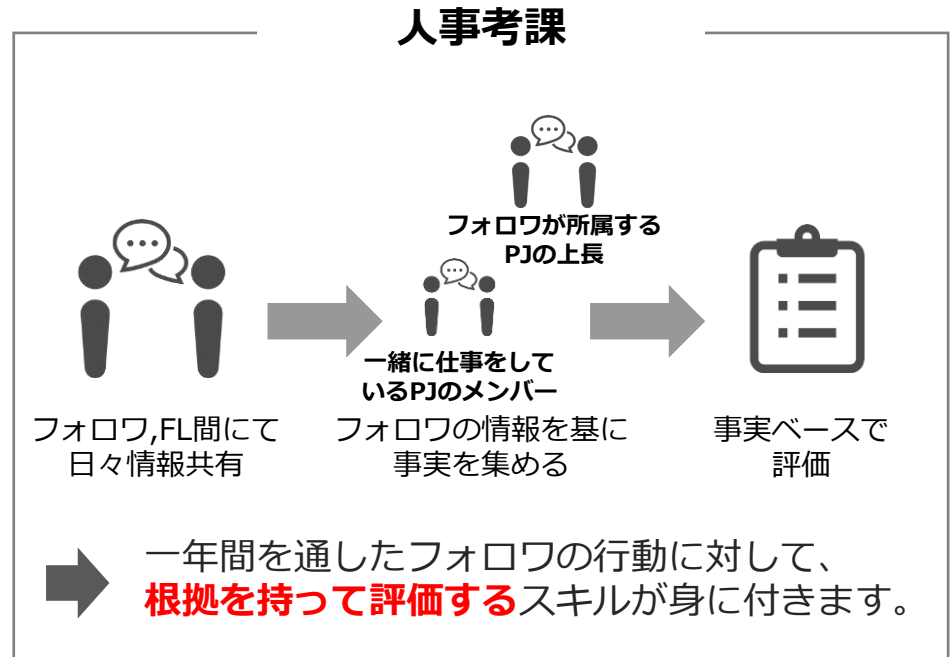 人事考課
フォロワが所属する
PJの上長
一緒に仕事をして
いるPJのメンバー
フォロワ,FL間にて
日々情報共有
フォロワの情報を基に
事実を集める
事実ベースで
評価
一年間を通したフォロワの行動に対して、
根拠を持って評価するスキルが身に付きます。